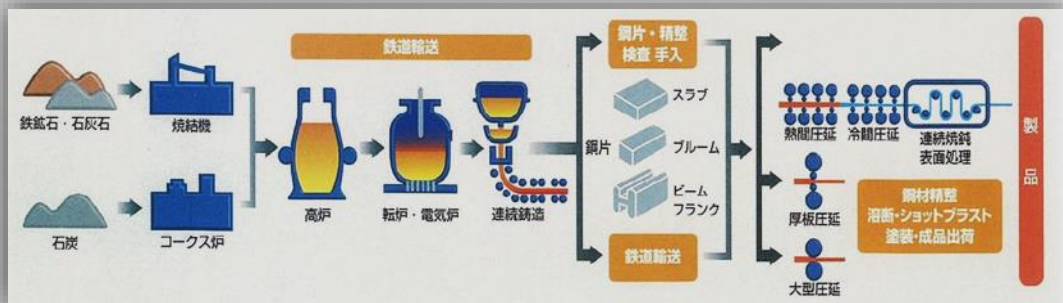 鉄道輸送
鋼片・精整
検査 手入
鉄鉱石・石灰石
焼結機
石炭
コークス炉
高炉
転炉・電気炉
連続鋳造
鋼片
スラブ
ブルーム
ビーム
フランク
鉄道輸送
熱間圧延
冷間圧延
連続焼鈍
表面処理
厚板圧延
大型圧延
鋼材精整
溶断・ショットブラスト
塗装・成品出荷
製品